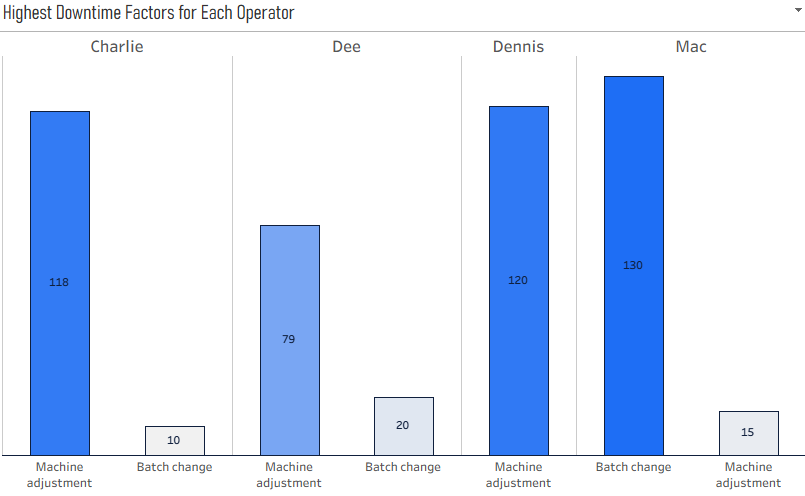 Highest Downtime Factors for Each Operator
Charlie
Dee
Dennis
Mac
118
10
79
20
120
130
15
Machine
adjustment
Batch change
Machine
adjustment
Batch change
Machine
adjustment
Batch change
Machine
adjustment